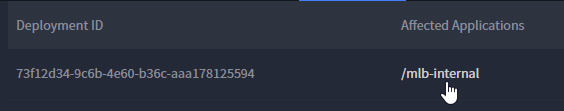 Deployment ID Affected Applications
73f12d34-9c6b-4e60-b36c-aaa178125594 /mlb-internal